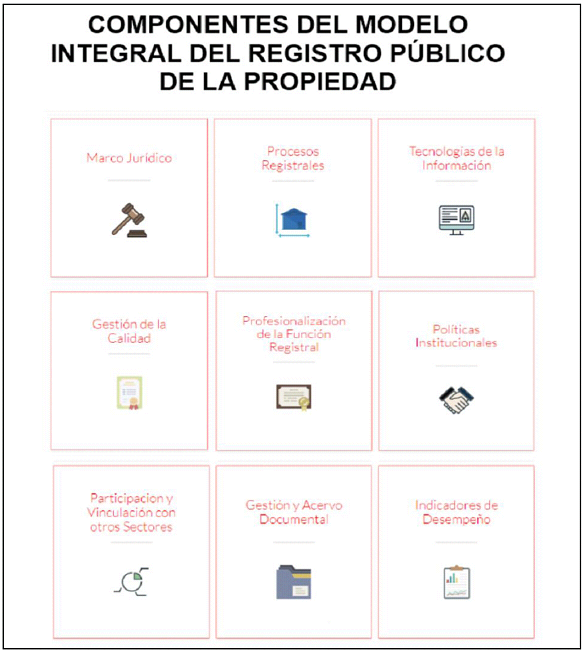 COMPONENTES DEL MODELO
INTEGRAL DEL REGISTRO PÚBLICO
DE LA PROPIEDAD
Marco Jurídico
Procesos
Registrales
Tecnologías de la
Información
Gestión de la
Calidad
Profesionalización
de la Función
Registral
Políticas
Institucionales
Participacion y
Vinculación con
otros Sectores
Gestión y Acervo
Documental
Indicadores de
Desempeño